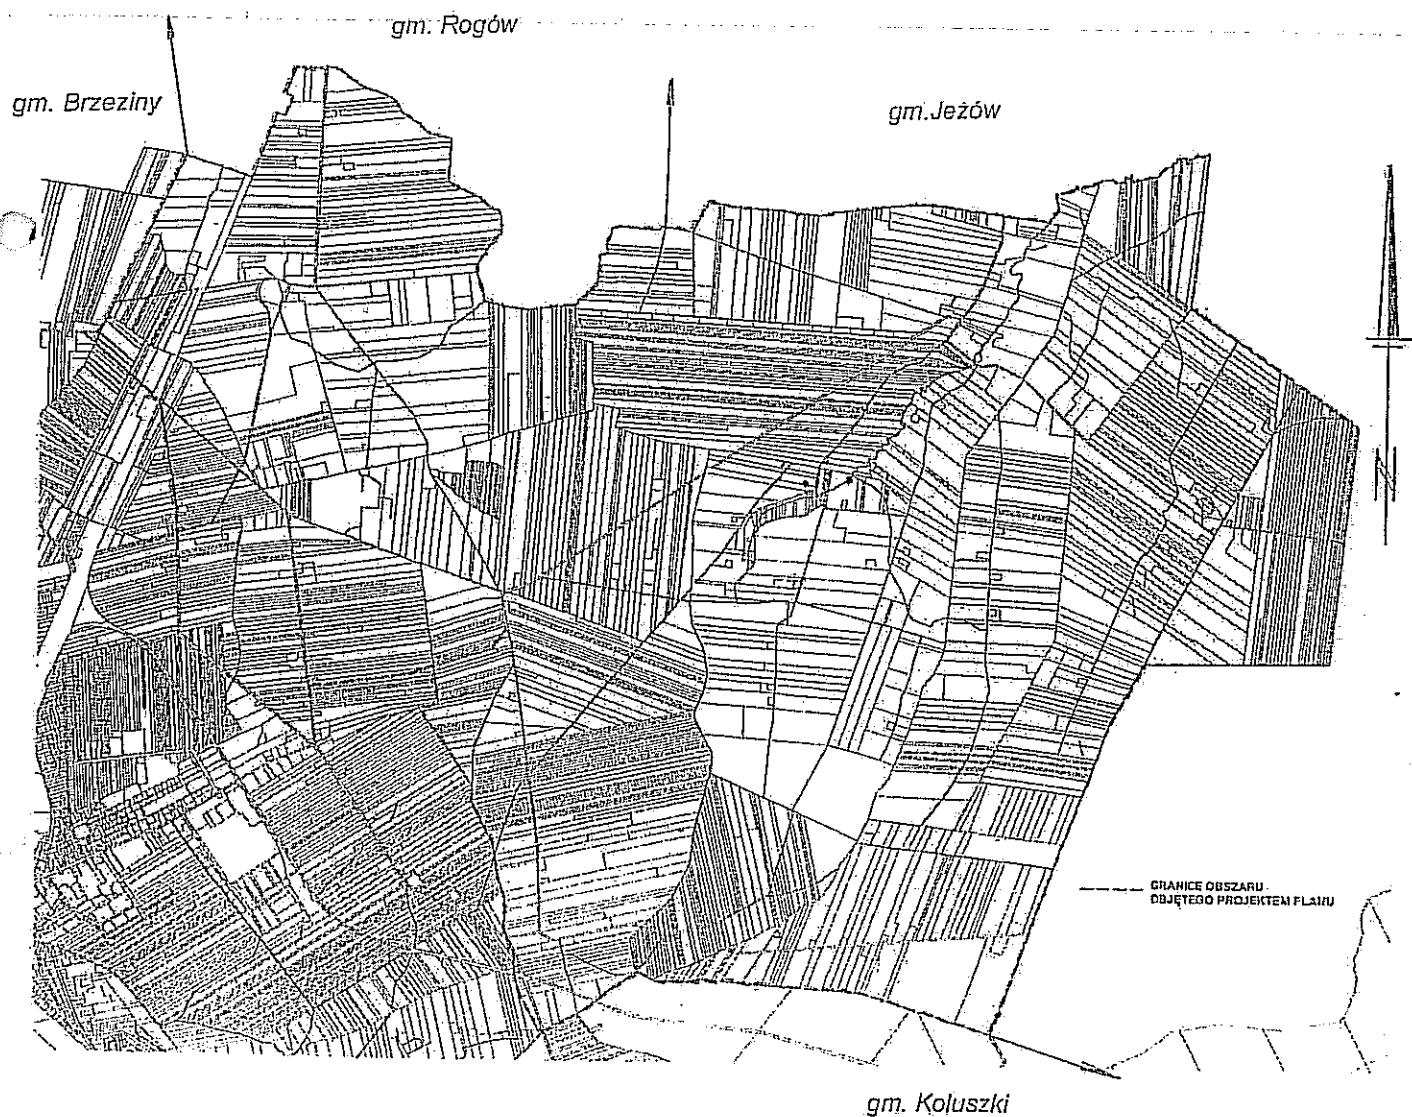 gm. Rogów
gm. Brzeziny
gm.Jeżów
N
GRANICE OBSZARU
OBJĘTEGO PROJEKTEM PLANU
gm. Koluszki